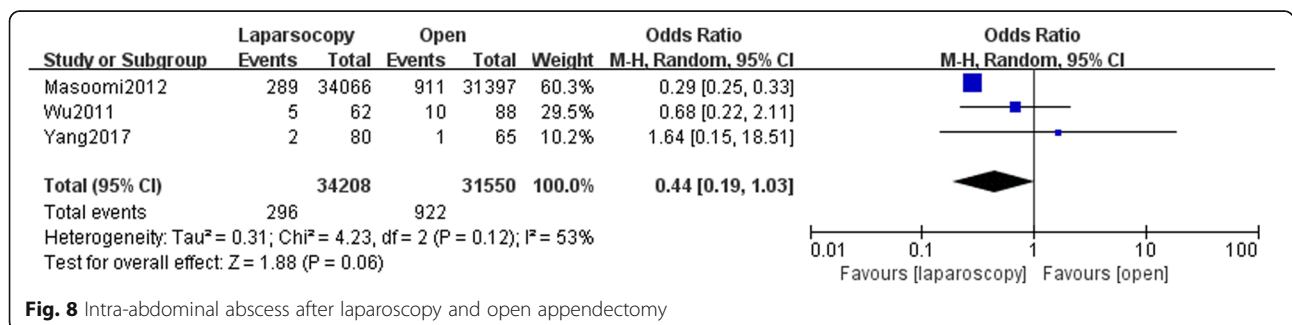 Laparsocopy Open Odds Ratio Odds Ratio
Study or Subgroup Events Total Events Total Weight M-H, Random, 95% CI M-H, Random, 95% CI
Masoomi2012 289 34066 911 31397 60.3% 0.29 [0.25, 0.33]
Wu2011 5 62 10 88 29.5% 0.68 [0.22, 2.11]
Yang2017 2 80 1 65 10.2% 1.64 [0.15, 18.51]
Total (95% CI) 34208 31550 100.0% 0.44 [0.19, 1.03]
Total events 296 922
Heterogeneity: Tau² = 0.31; Chi² = 4.23, df = 2 (P = 0.12); I² = 53%
Test for overall effect: Z = 1.88 (P = 0.06)
0.01 0.1 1 10 100
Favours [laparoscopy] Favours [open]
Fig. 8 Intra-abdominal abscess after laparoscopy and open appendectomy